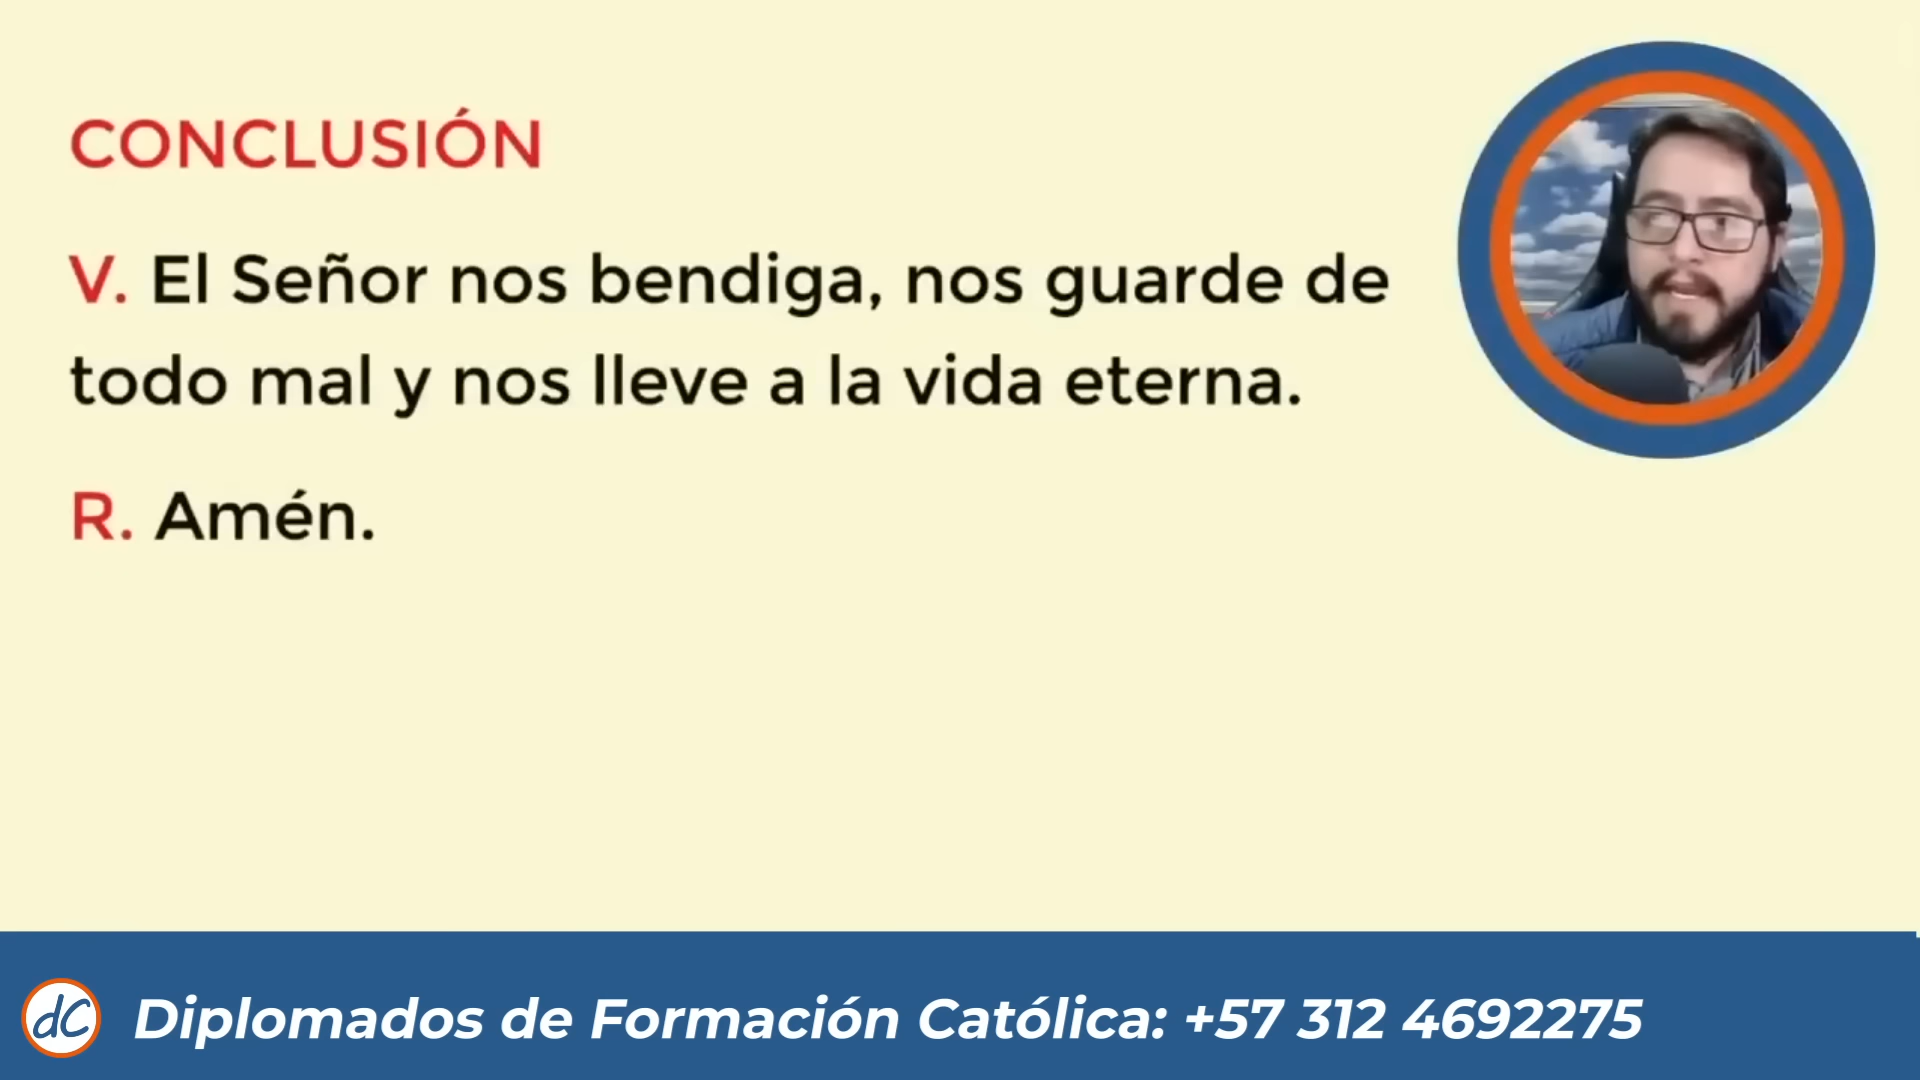 CONCLUSIÓN
V. El Señor nos bendiga, nos guarde de
todo mal y nos lleve a la vida eterna.
R. Amén.
dC Diplomados de Formación Católica: +57 312 4692275